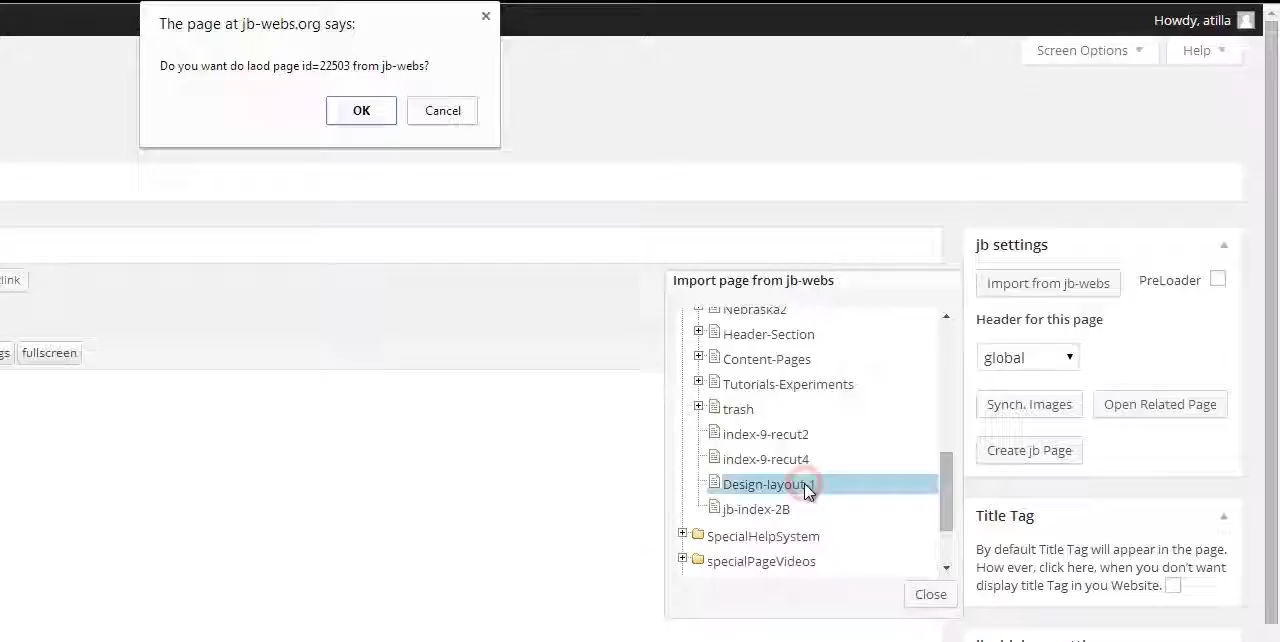 The page at jb-webs.org says:
Do you want do laod page id=22503 from jb-webs?
OK
Cancel
Howdy, atilla
Screen Options
Help
link
gs
fullscreen
Import page from jb-webs
Nebraska2
Header-Section
Content-Pages
Tutorials-Experiments
trash
index-9-recut2
index-9-recut4
Design-layout-1
jb-index-2B
SpecialHelpSystem
specialPageVideos
Close
jb settings
Import from jb-webs
PreLoader
Header for this page
global
Synch. Images
Open Related Page
Create jb Page
Title Tag
By default Title Tag will appear in the page.
How ever, click here, when you don't want
display title Tag in you Website.